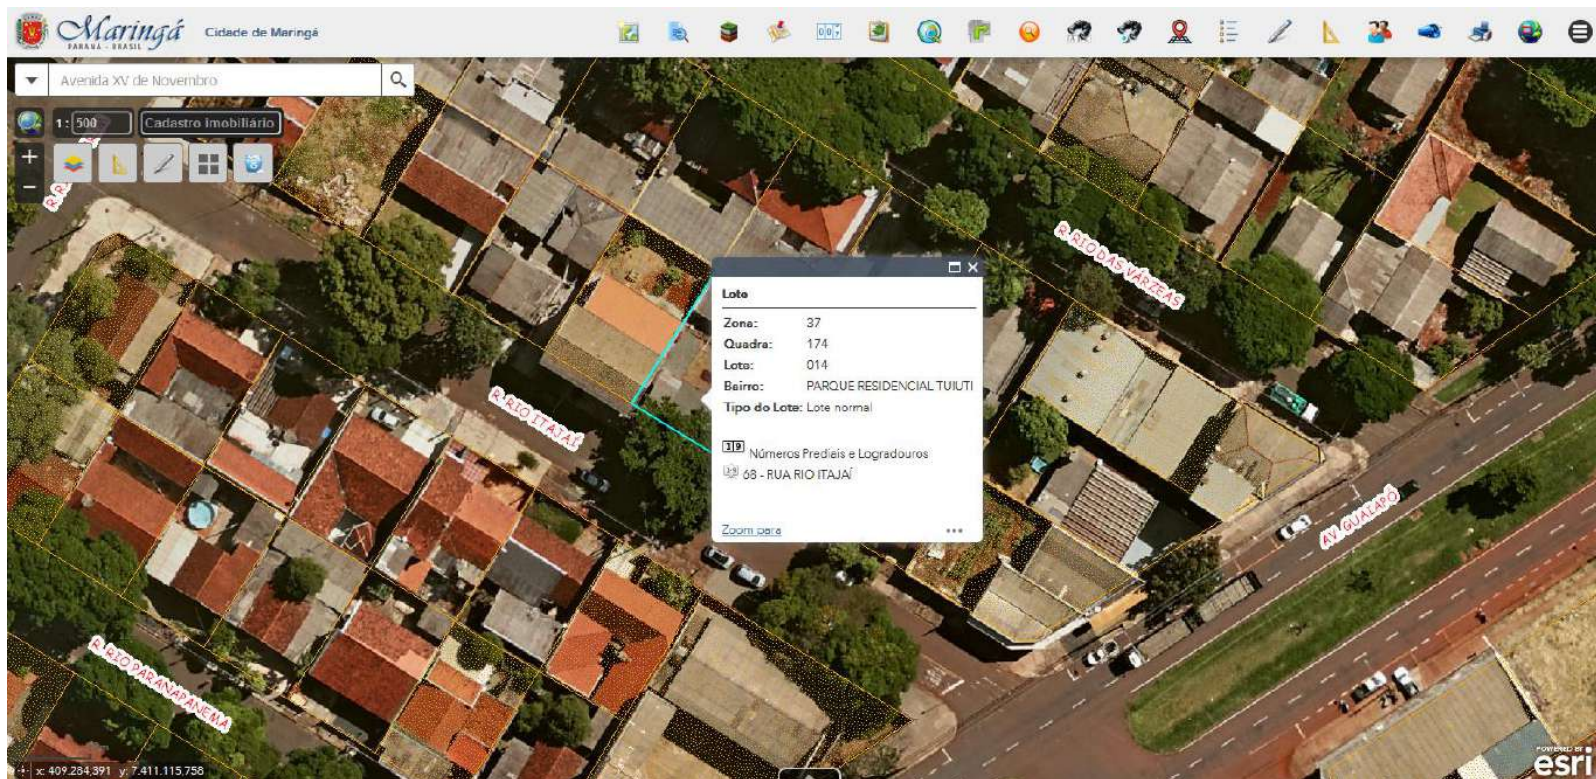 Maringá
PARANÁ - BRASIL
Cidade de Maringá
Avenida XV de Novembro
1: 500
Cadastro imobiliário
+
−
R. RIO DAS VÁRZEAS
R. RIO ITAJAÍ
AV. GUAIAPÓ
R. RIO PARANAPANEMA
Lote
Zona: 37
Quadra: 174
Lote: 014
Bairro: PARQUE RESIDENCIAL TUIUTI
Tipo do Lote: Lote normal
Números Prediais e Logradouros
68 - RUA RIO ITAJAÍ
Zoom para
•••
x: 409.284,391 y: 7.411.115,758
POWERED BY
esri